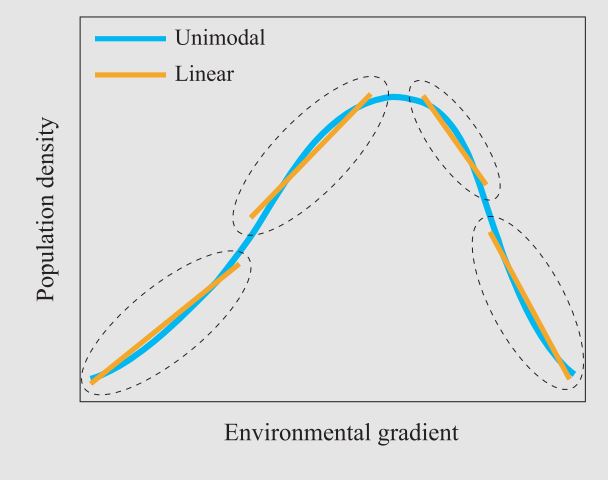 Unimodal
Linear
Population density
Environmental gradient